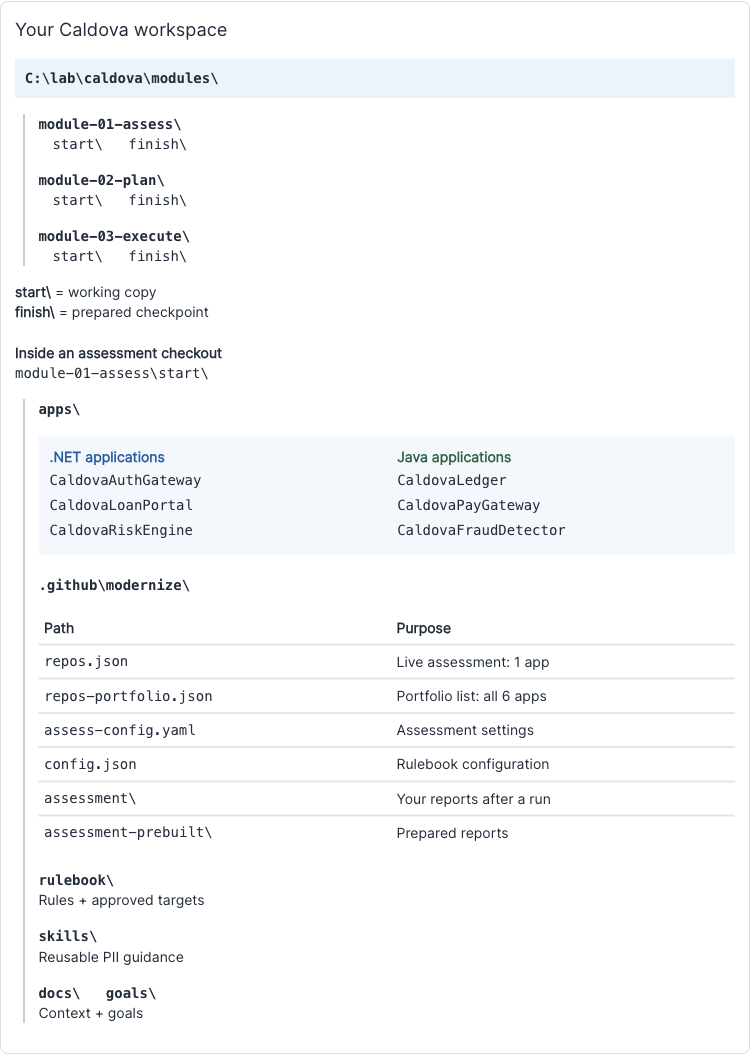 Your Caldova workspace
C:\lab\caldova\modules\
module-01-assess\
start\ finish\
module-02-plan\
start\ finish\
module-03-execute\
start\ finish\
start\ = working copy
finish\ = prepared checkpoint
Inside an assessment checkout
module-01-assess\start\
apps\
.NET applications Java applications
CaldovaAuthGateway CaldovaLedger
CaldovaLoanPortal CaldovaPayGateway
CaldovaRiskEngine CaldovaFraudDetector
.github\modernize\
Path Purpose
repos.json Live assessment: 1 app
repos-portfolio.json Portfolio list: all 6 apps
assess-config.yaml Assessment settings
config.json Rulebook configuration
assessment\ Your reports after a run
assessment-prebuilt\ Prepared reports
rulebook\
Rules + approved targets
skills\
Reusable PII guidance
docs\ goals\
Context + goals